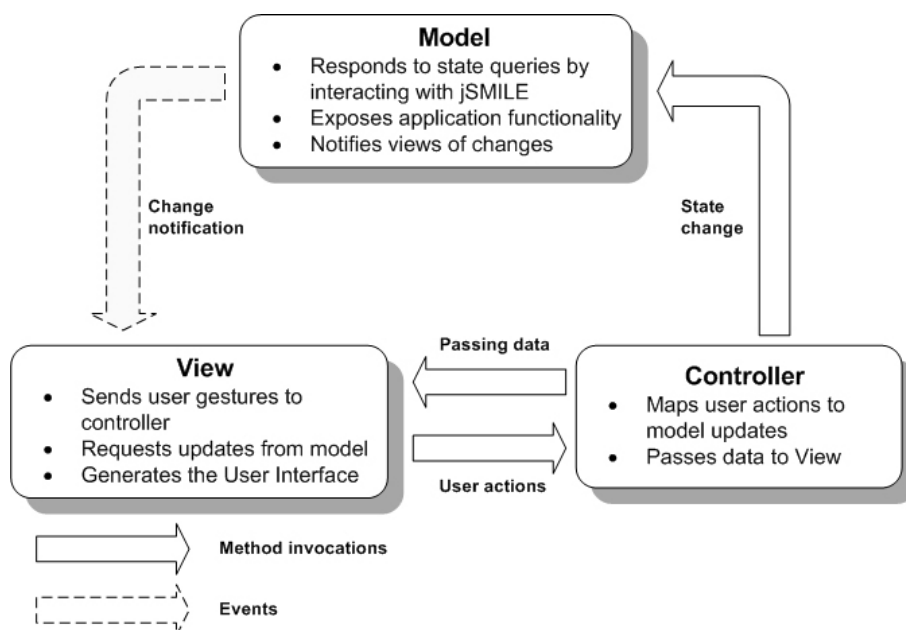 Model
• Responds to state queries by
interacting with jSMILE
• Exposes application functionality
• Notifies views of changes
Change
notification
State
change
Passing data
View
• Sends user gestures to
controller
• Requests updates from model
• Generates the User Interface
Controller
• Maps user actions to
model updates
• Passes data to View
User actions
Method invocations
Events